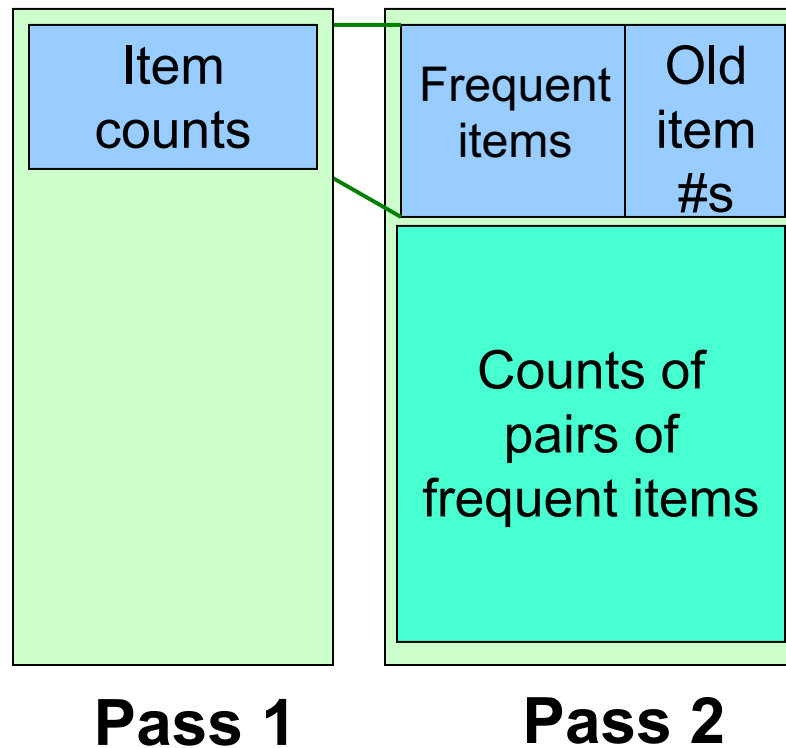 Item
counts
Frequent
items
Old
item
#s
Counts of
pairs of
frequent items
Pass 1
Pass 2